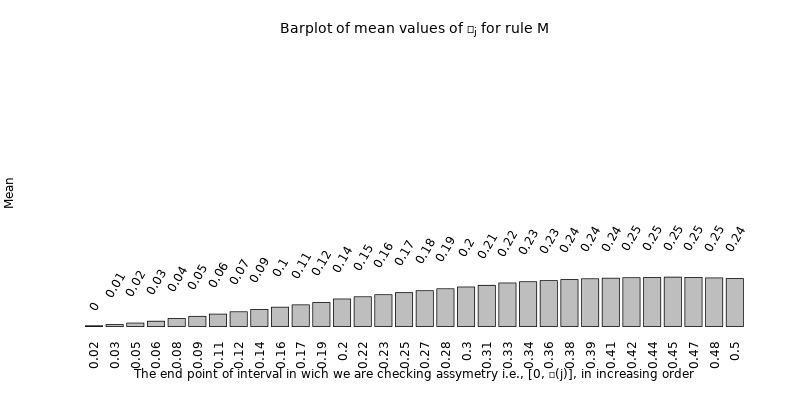 Barplot of mean values of □j for rule M
Mean
0 0.01 0.02 0.03 0.04 0.05 0.06 0.07 0.09 0.1 0.11 0.12 0.14 0.15 0.16 0.17 0.18 0.19 0.2 0.21 0.22 0.23 0.23 0.24 0.24 0.24 0.25 0.25 0.25 0.25 0.25 0.24
0.02 0.03 0.05 0.06 0.08 0.09 0.11 0.12 0.14 0.16 0.17 0.19 0.2 0.22 0.23 0.25 0.27 0.28 0.3 0.31 0.33 0.34 0.36 0.38 0.39 0.41 0.42 0.44 0.45 0.47 0.48 0.5
The end point of interval in wich we are checking assymetry i.e., [0, □(j)], in increasing order